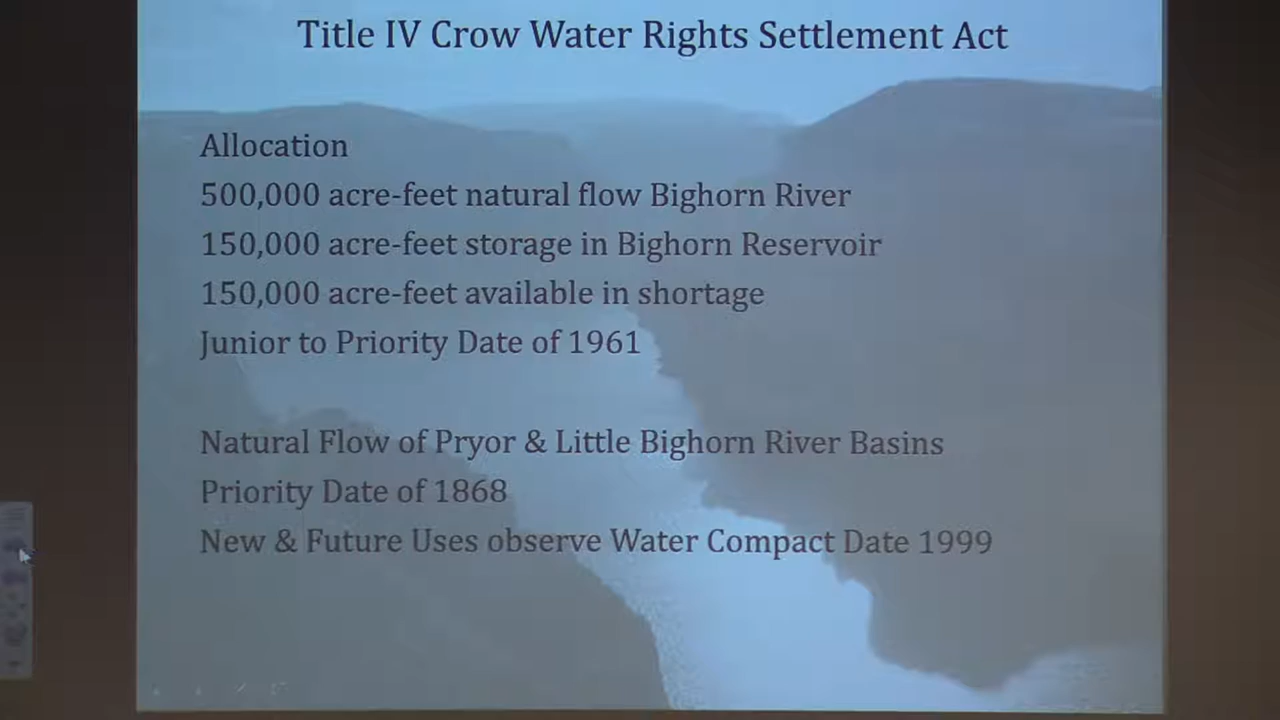 Title IV Crow Water Rights Settlement Act
Allocation
500,000 acre-feet natural flow Bighorn River
150,000 acre-feet storage in Bighorn Reservoir
150,000 acre-feet available in shortage
Junior to Priority Date of 1961
Natural Flow of Pryor & Little Bighorn River Basins
Priority Date of 1868
New & Future Uses observe Water Compact Date 1999